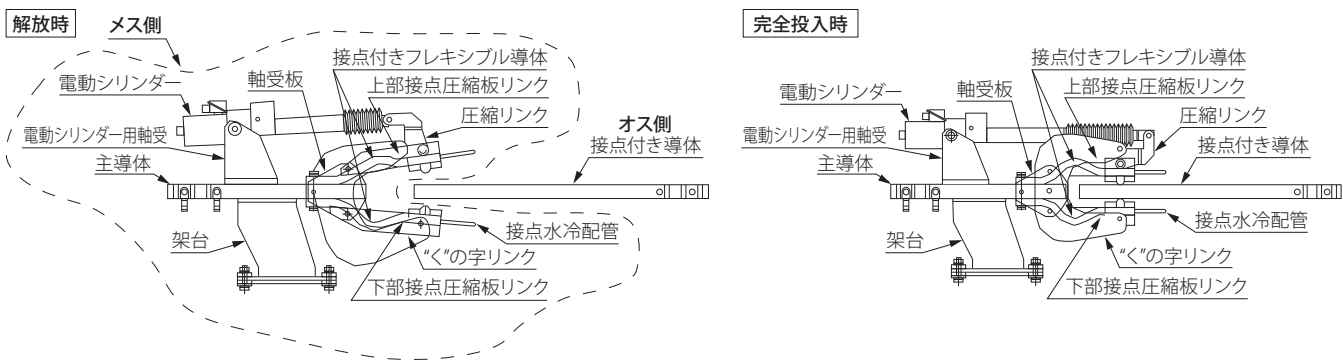 解放時
メス側
接点付きフレキシブル導体
電動シリンダー
軸受板
上部接点圧縮板リンク
圧縮リンク
電動シリンダー用軸受
オス側
接点付き導体
主導体
架台
接点水冷配管
“く”の字リンク
下部接点圧縮板リンク
完全投入時
接点付きフレキシブル導体
電動シリンダー
軸受板
上部接点圧縮板リンク
圧縮リンク
電動シリンダー用軸受
接点付き導体
主導体
接点水冷配管
架台
“く”の字リンク
下部接点圧縮板リンク